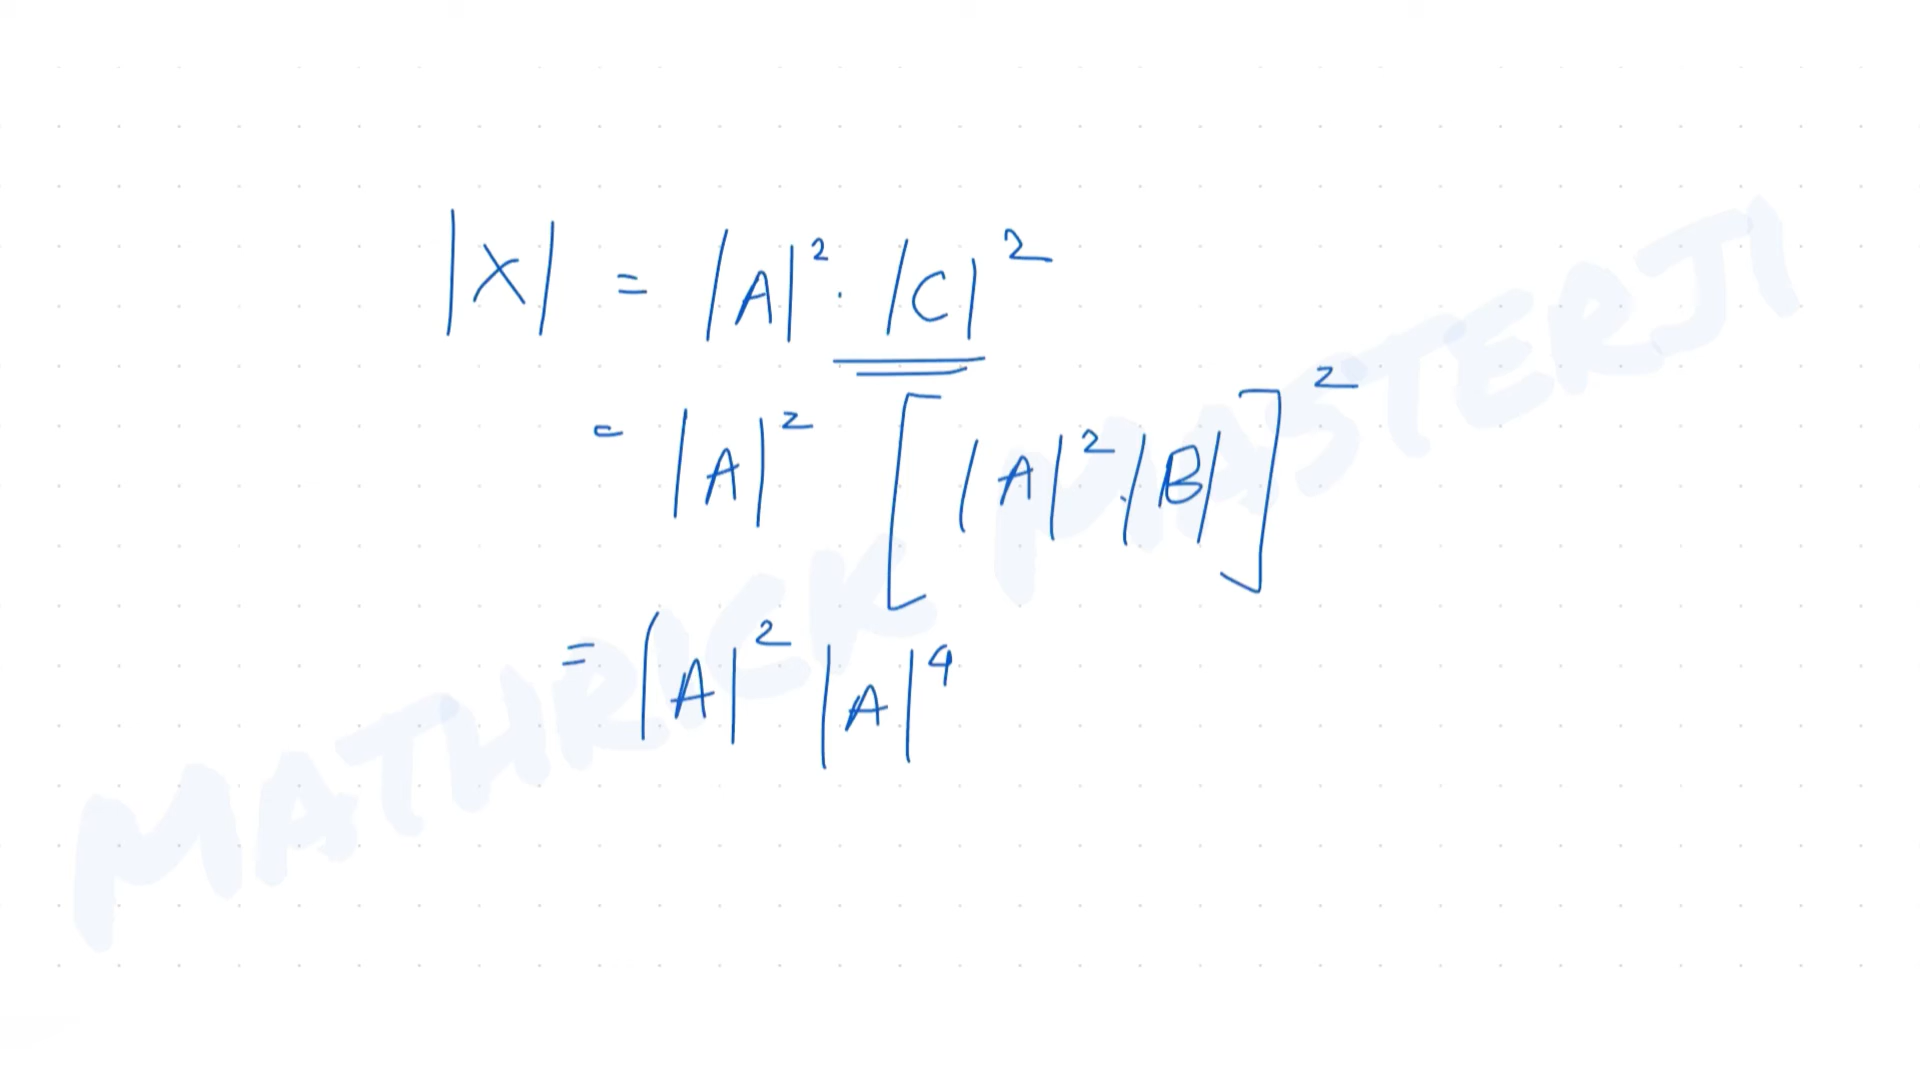 |X| = |A|² · |C|²
= |A|² [|A|² · |B|]²
= |A|² |A|⁴
MATHRICK MASTERJI